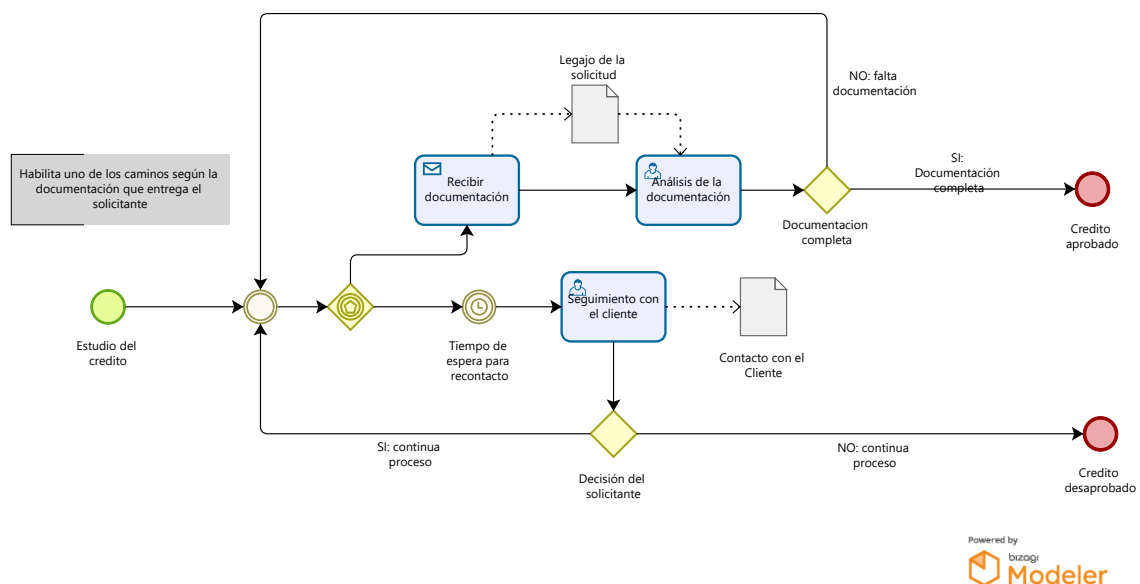 Legajo de la
solicitud
NO: falta
documentación
Habilita uno de los caminos según la
documentación que entrega el
solicitante
Recibir
documentación
Análisis de la
documentación
SI:
Documentación
completa
Documentacion
completa
Credito
aprobado
Seguimiento con
el cliente
Estudio del
credito
Tiempo de
espera para
recontacto
Contacto con el
Cliente
SI: continua
proceso
NO: continua
proceso
Decisión del
solicitante
Credito
desaprobado
Powered by
bizagi
Modeler